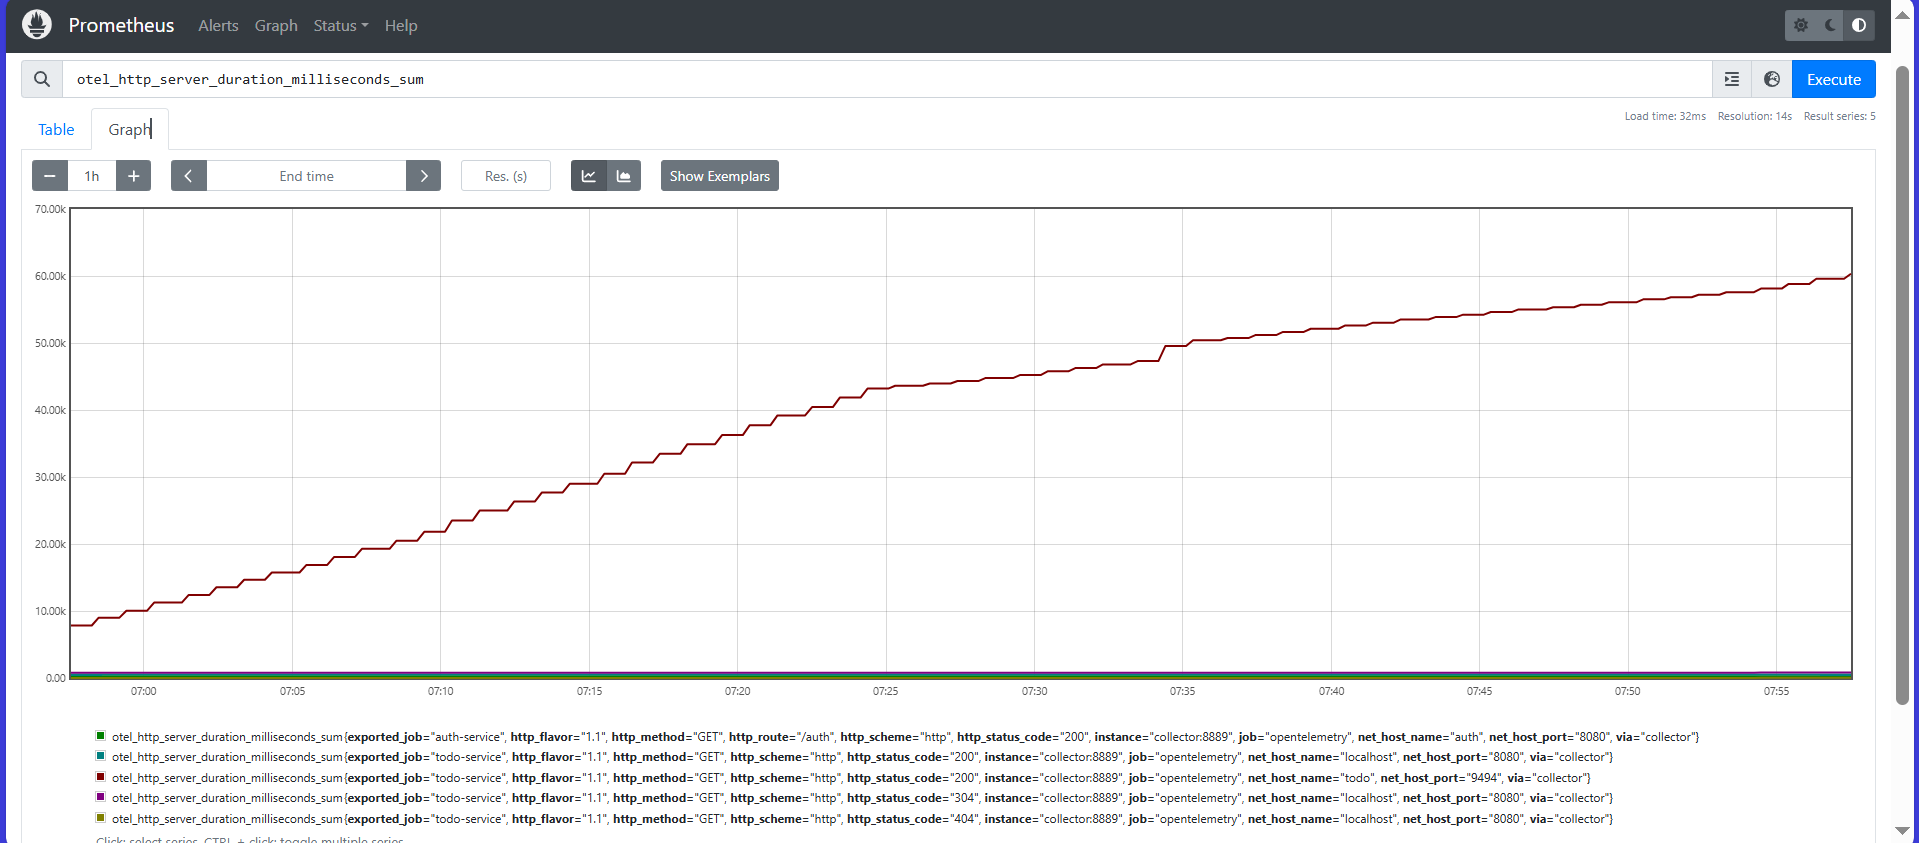 Prometheus Alerts Graph Status Help
otel_http_server_duration_milliseconds_sum Execute
Table Graph Load time: 32ms Resolution: 14s Result series: 5
1h End time Res. (s) Show Exemplars
70.00k
60.00k
50.00k
40.00k
30.00k
20.00k
10.00k
0.00
07:00 07:05 07:10 07:15 07:20 07:25 07:30 07:35 07:40 07:45 07:50 07:55
otel_http_server_duration_milliseconds_sum{exported_job="auth-service", http_flavor="1.1", http_method="GET", http_route="/auth", http_scheme="http", http_status_code="200", instance="collector:8889", job="opentelemetry", net_host_name="auth", net_host_port="8080", via="collector"}
otel_http_server_duration_milliseconds_sum{exported_job="todo-service", http_flavor="1.1", http_method="GET", http_scheme="http", http_status_code="200", instance="collector:8889", job="opentelemetry", net_host_name="localhost", net_host_port="8080", via="collector"}
otel_http_server_duration_milliseconds_sum{exported_job="todo-service", http_flavor="1.1", http_method="GET", http_scheme="http", http_status_code="200", instance="collector:8889", job="opentelemetry", net_host_name="todo", net_host_port="9494", via="collector"}
otel_http_server_duration_milliseconds_sum{exported_job="todo-service", http_flavor="1.1", http_method="GET", http_scheme="http", http_status_code="304", instance="collector:8889", job="opentelemetry", net_host_name="localhost", net_host_port="8080", via="collector"}
otel_http_server_duration_milliseconds_sum{exported_job="todo-service", http_flavor="1.1", http_method="GET", http_scheme="http", http_status_code="404", instance="collector:8889", job="opentelemetry", net_host_name="localhost", net_host_port="8080", via="collector"}
Click: select series, CTRL + click: toggle multiple series